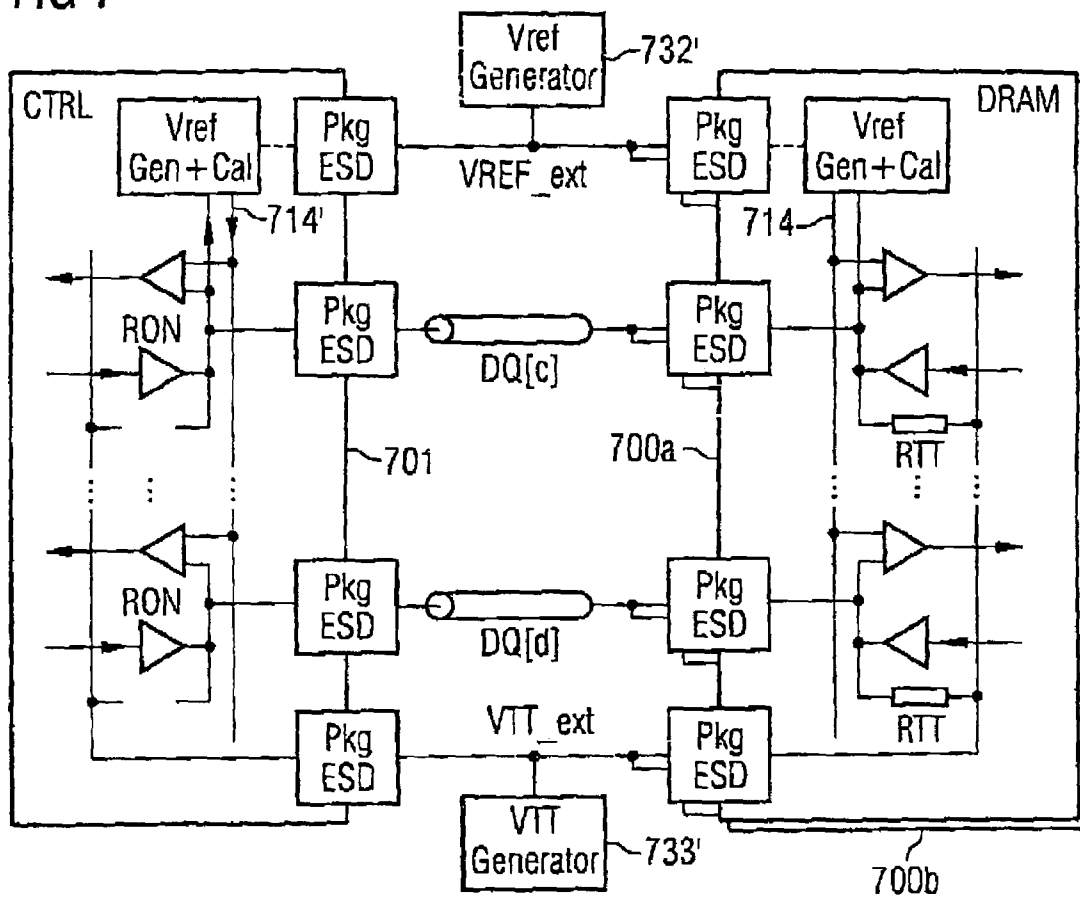 Vref
Generator
732'
CTRL
Vref
Gen+Cal
Pkg
ESD
VREF_ext
Pkg
ESD
Vref
Gen+Cal
DRAM
714'
714
RON
Pkg
ESD
DQ[c]
Pkg
ESD
RTT
701
700a
RON
Pkg
ESD
DQ[d]
Pkg
ESD
RTT
Pkg
ESD
VTT_ext
Pkg
ESD
VTT
Generator
733'
700b